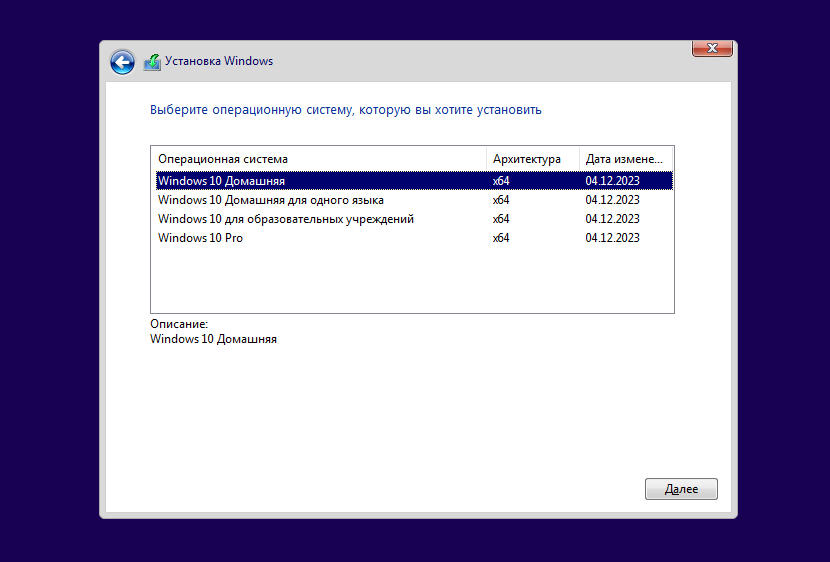 Установка Windows
Выберите операционную систему, которую вы хотите установить
Операционная система Архитектура Дата измене...
Windows 10 Домашняя x64 04.12.2023
Windows 10 Домашняя для одного языка x64 04.12.2023
Windows 10 для образовательных учреждений x64 04.12.2023
Windows 10 Pro x64 04.12.2023
Описание:
Windows 10 Домашняя
Далее